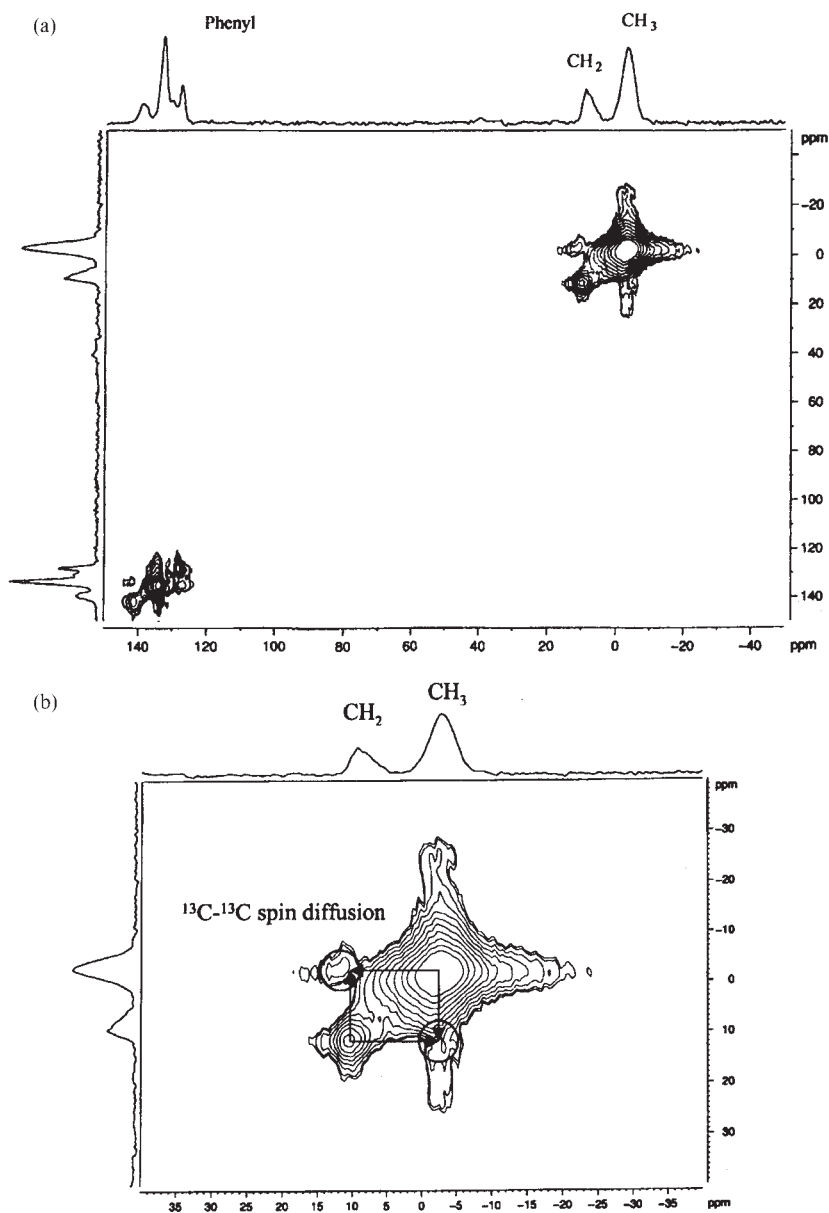 (a)
Phenyl
CH₃
CH₂
ppm
-20
0
20
40
60
80
100
120
140
140 120 100 80 60 40 20 0 -20 -40 ppm
(b)
CH₃
CH₂
ppm
-30
-20
-10
0
10
20
30
¹³C-¹³C spin diffusion
35 30 25 20 15 10 5 0 -5 -10 -15 -20 -25 -30 -35 ppm